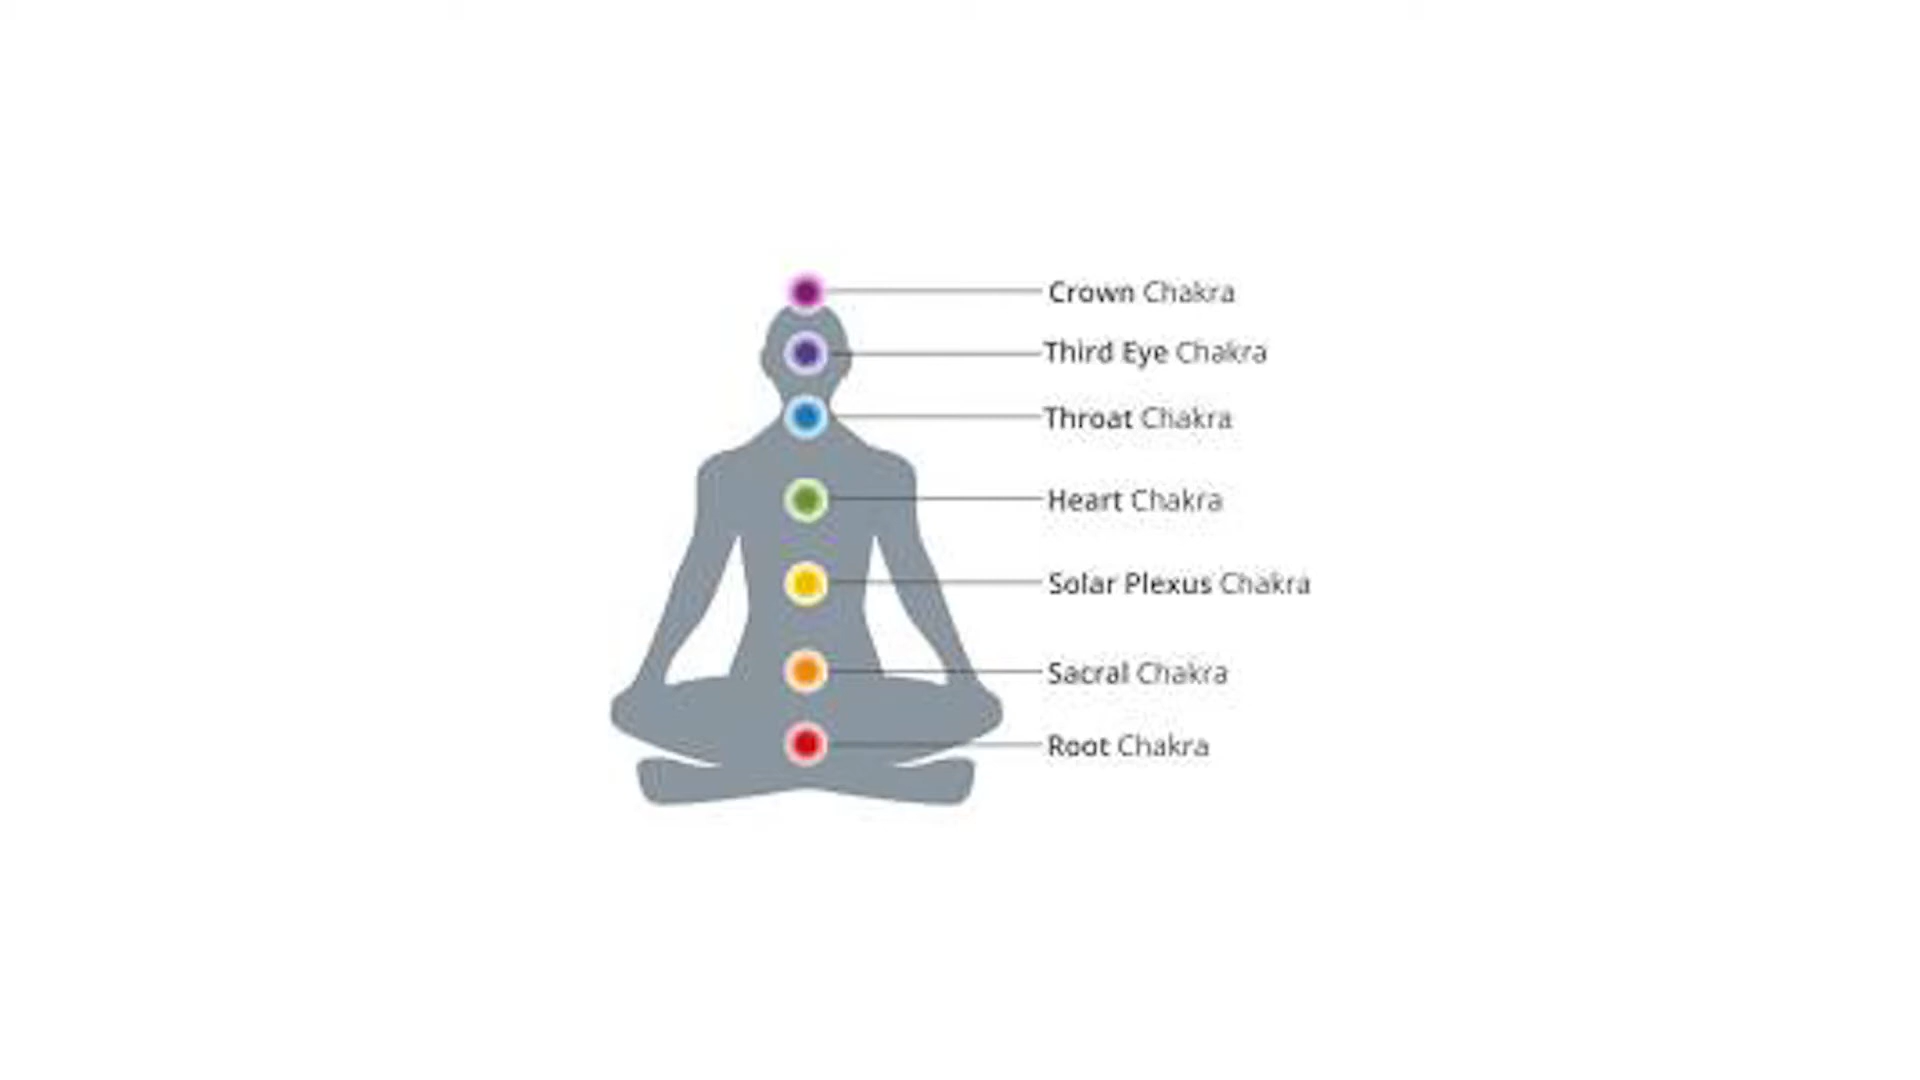 Crown Chakra
Third Eye Chakra
Throat Chakra
Heart Chakra
Solar Plexus Chakra
Sacral Chakra
Root Chakra